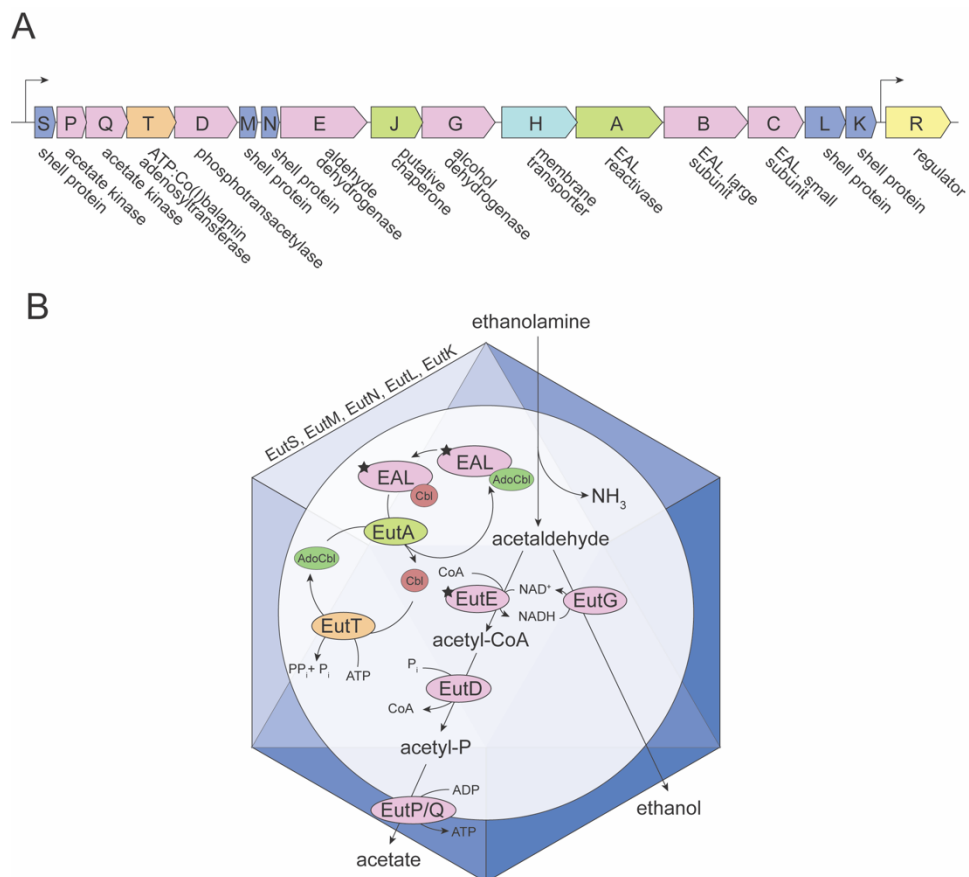 A
S P Q T D M N E J G H A B C L K R
shell protein
acetate kinase
acetate kinase
ATP:Co(I)balamin
adenosyltransferase
phosphotransacetylase
shell protein
shell protein
aldehyde
dehydrogenase
putative
chaperone
alcohol
dehydrogenase
membrane
transporter
EAL
reactivase
EAL, large
subunit
EAL, small
subunit
shell protein
shell protein
regulator
B
ethanolamine
EutS, EutM, EutN, EutL, EutK
EAL
AdoCbl
EAL
Cbl
NH3
EutA
acetaldehyde
AdoCbl
Cbl
CoA
EutE
NAD+
NADH
EutG
EutT
acetyl-CoA
PPi+ Pi
ATP
Pi
EutD
CoA
acetyl-P
ADP
EutP/Q
ATP
ethanol
acetate